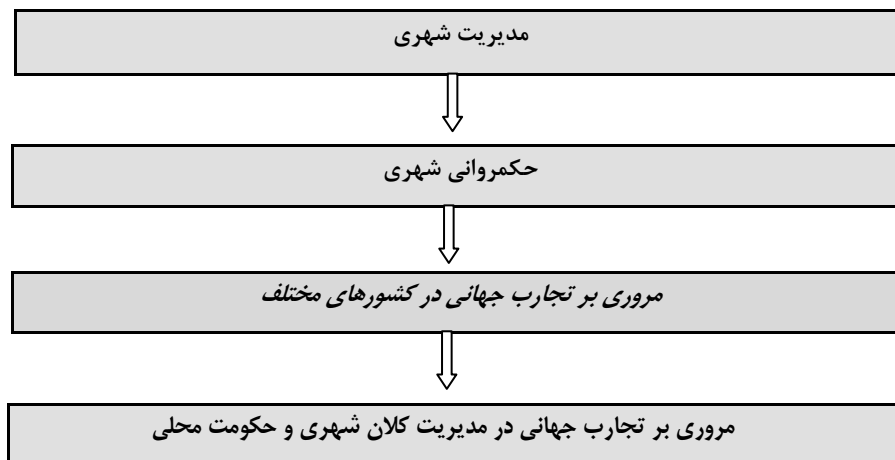 مدیریت شهری
حکمروانی شهری
مروری بر تجارب جهانی در کشورهای مختلف
مروری بر تجارب جهانی در مدیریت کلان شهری و حکومت محلی